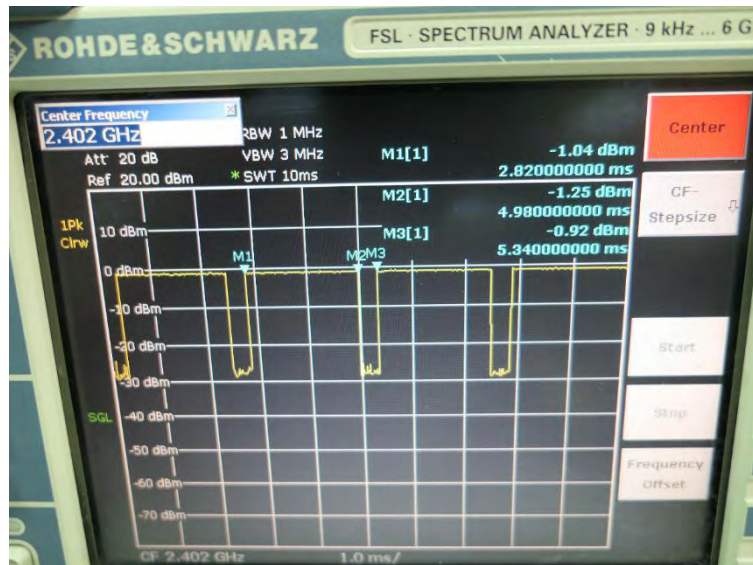 ROHDE&SCHWARZ
FSL · SPECTRUM ANALYZER · 9 kHz ... 6 G
Center Frequency
2.402 GHz
RBW 1 MHz
Att 20 dB
VBW 3 MHz
Ref 20.00 dBm
* SWT 10ms
M1[1]
-1.04 dBm
2.820000000 ms
M2[1]
-1.25 dBm
4.980000000 ms
M3[1]
-0.92 dBm
5.340000000 ms
1Pk
Clrw
10 dBm
M1
M2M3
0 dBm
-10 dBm
-20 dBm
-30 dBm
SGL
-40 dBm
-50 dBm
-60 dBm
-70 dBm
CF 2.402 GHz
1.0 ms/
Center
CF-
Stepsize
Start
Stop
Frequency
Offset